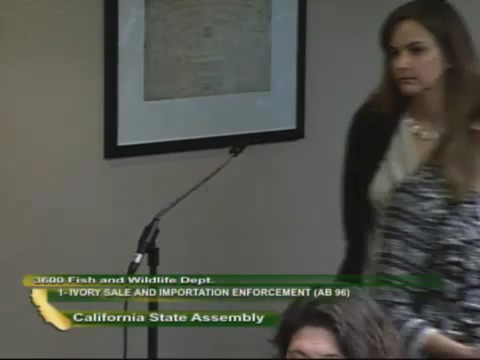 3600 Fish and Wildlife Dept.
1- IVORY SALE AND IMPORTATION ENFORCEMENT (AB 96)
California State Assembly